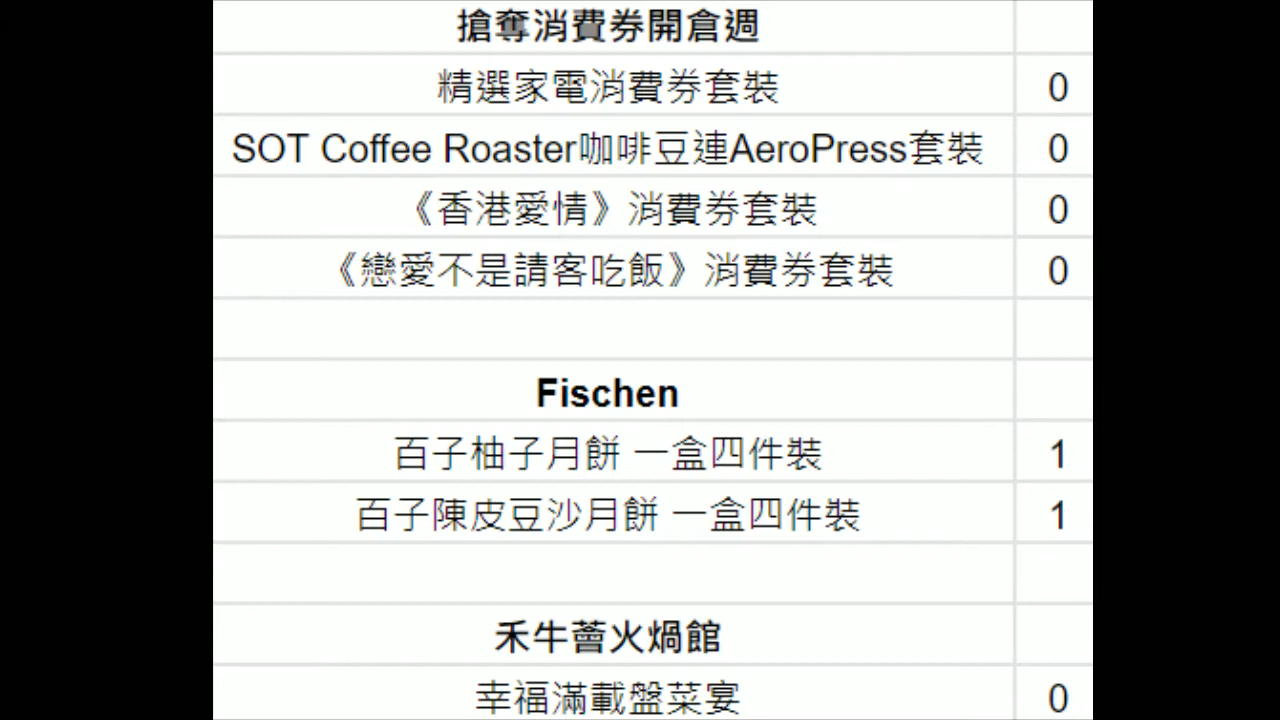 搶奪消費券開倉週
精選家電消費券套裝 0
SOT Coffee Roaster咖啡豆連AeroPress套裝 0
《香港愛情》消費券套裝 0
《戀愛不是請客吃飯》消費券套裝 0
Fischen
百子柚子月餅 一盒四件裝 1
百子陳皮豆沙月餅 一盒四件裝 1
禾牛薈火煱館
幸福滿載盤菜宴 0